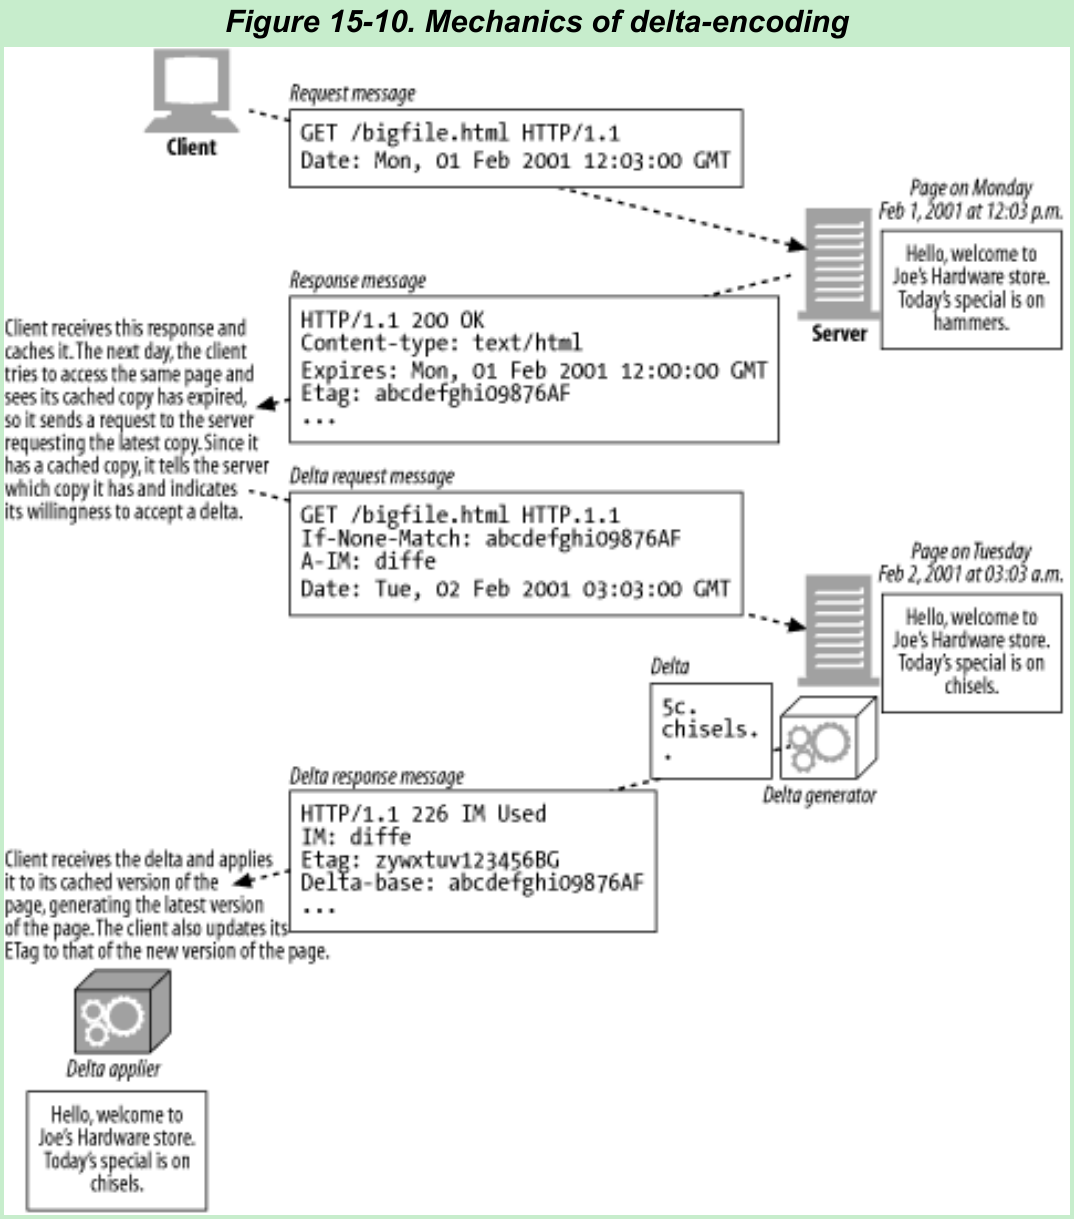 Figure 15-10. Mechanics of delta-encoding
Client
Request message
GET /bigfile.html HTTP/1.1
Date: Mon, 01 Feb 2001 12:03:00 GMT
Page on Monday
Feb 1, 2001 at 12:03 p.m.
Hello, welcome to
Joe's Hardware store.
Today's special is on
hammers.
Server
Response message
HTTP/1.1 200 OK
Content-type: text/html
Expires: Mon, 01 Feb 2001 12:00:00 GMT
Etag: abcdefghi09876AF
...
Client receives this response and
caches it. The next day, the client
tries to access the same page and
sees its cached copy has expired,
so it sends a request to the server
requesting the latest copy. Since it
has a cached copy, it tells the server
which copy it has and indicates
its willingness to accept a delta.
Delta request message
GET /bigfile.html HTTP.1.1
If-None-Match: abcdefghi09876AF
A-IM: diffe
Date: Tue, 02 Feb 2001 03:03:00 GMT
Page on Tuesday
Feb 2, 2001 at 03:03 a.m.
Hello, welcome to
Joe's Hardware store.
Today's special is on
chisels.
Delta
5c.
chisels.
.
Delta generator
Delta response message
HTTP/1.1 226 IM Used
IM: diffe
Etag: zywxtuv123456BG
Delta-base: abcdefghi09876AF
...
Client receives the delta and applies
it to its cached version of the
page, generating the latest version
of the page. The client also updates its
ETag to that of the new version of the page.
Delta applier
Hello, welcome to
Joe's Hardware store.
Today's special is on
chisels.